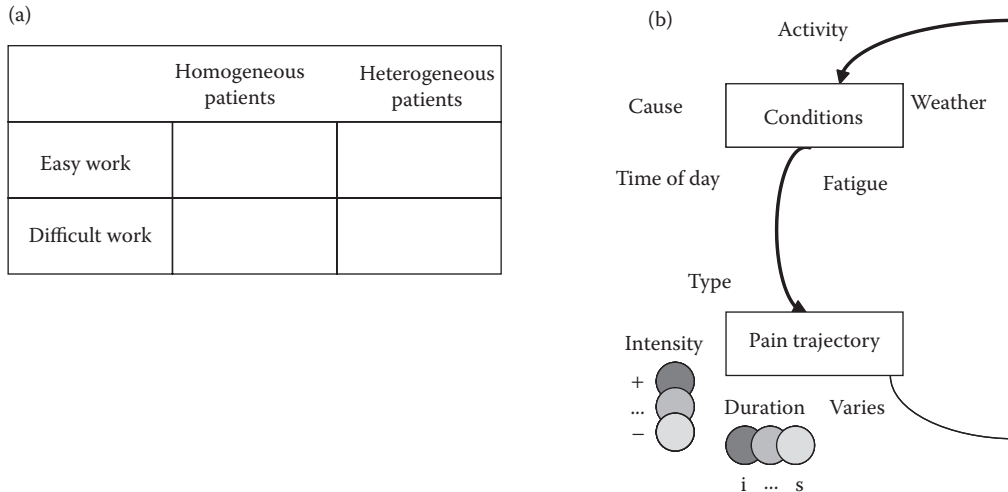 (a)
Homogeneous
patients
Heterogeneous
patients
Easy work
Difficult work
(b)
Activity
Cause
Conditions
Weather
Time of day
Fatigue
Type
Pain trajectory
Intensity
+
...
–
Duration
Varies
i ... s